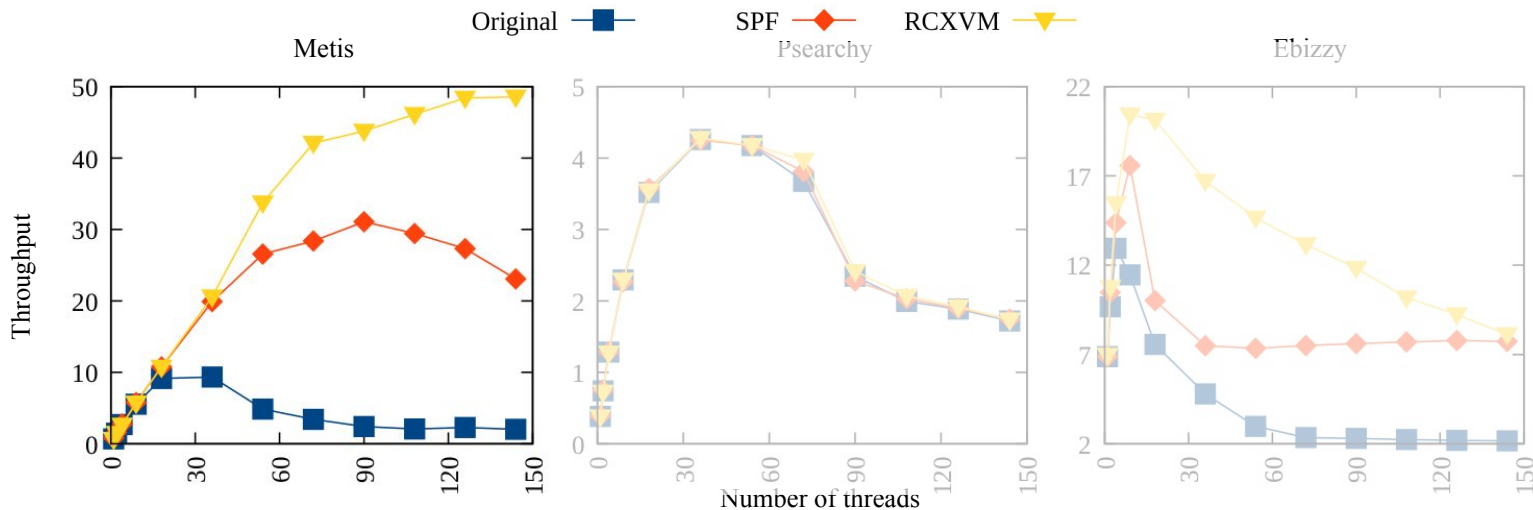 Original SPF RCXVM
Metis Psearchy Ebizzy
Throughput
50
40
30
20
10
0
0 30 60 90 120 150
5
4
3
2
1
0
0 30 60 90 120 150
22
17
12
7
2
0 30 60 90 120 150
Number of threads